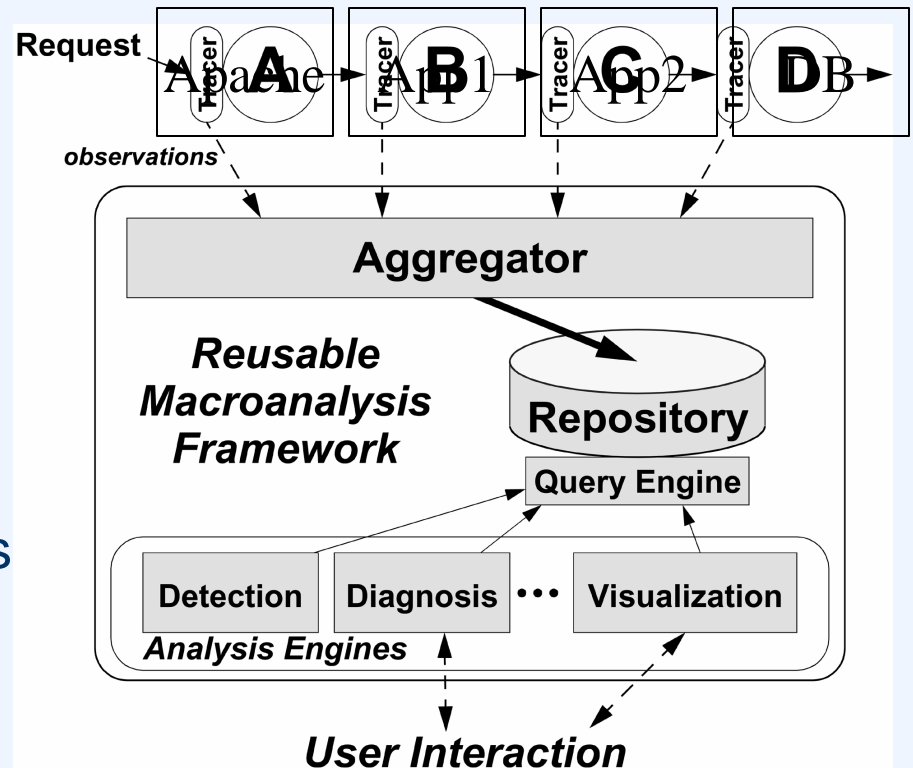 Request
Tracer
A
Apache
Tracer
B
App1
Tracer
C
App2
Tracer
D
DB
observations
Aggregator
Reusable
Macroanalysis
Framework
Repository
Query Engine
s
Detection
Diagnosis
...
Visualization
Analysis Engines
User Interaction